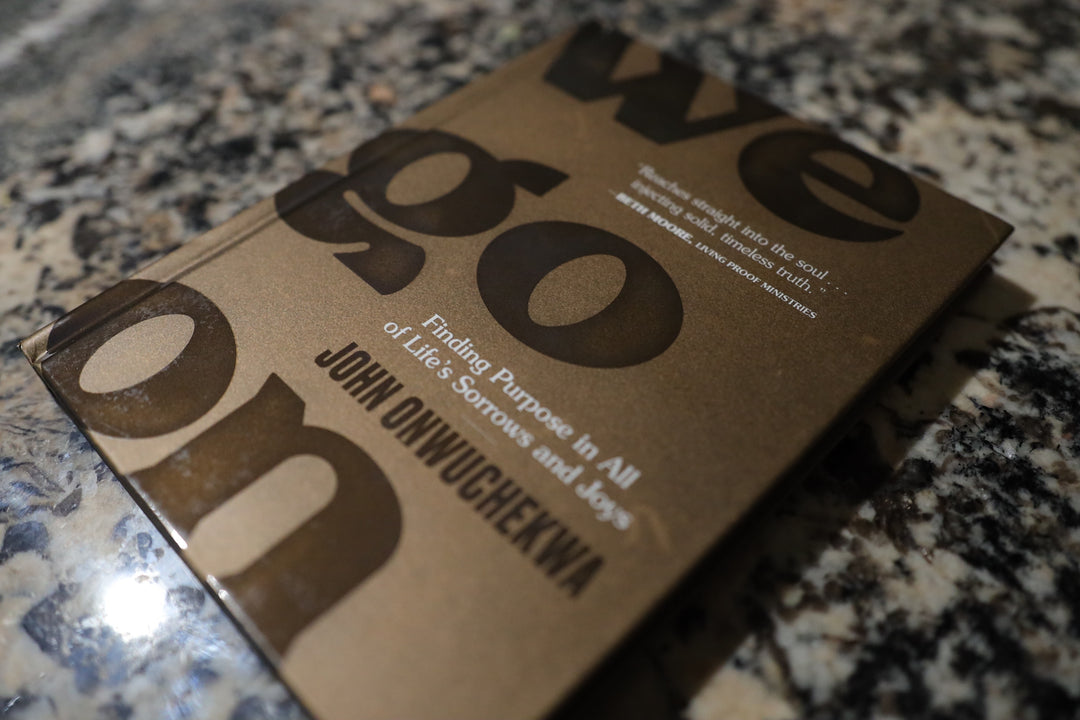 we
go
on
"Reaches straight into the soul . . .
injecting solid, timeless truth."
—BETH MOORE, LIVING PROOF MINISTRIES
Finding Purpose in All
of Life's Sorrows and Joys
JOHN ONWUCHEKWA